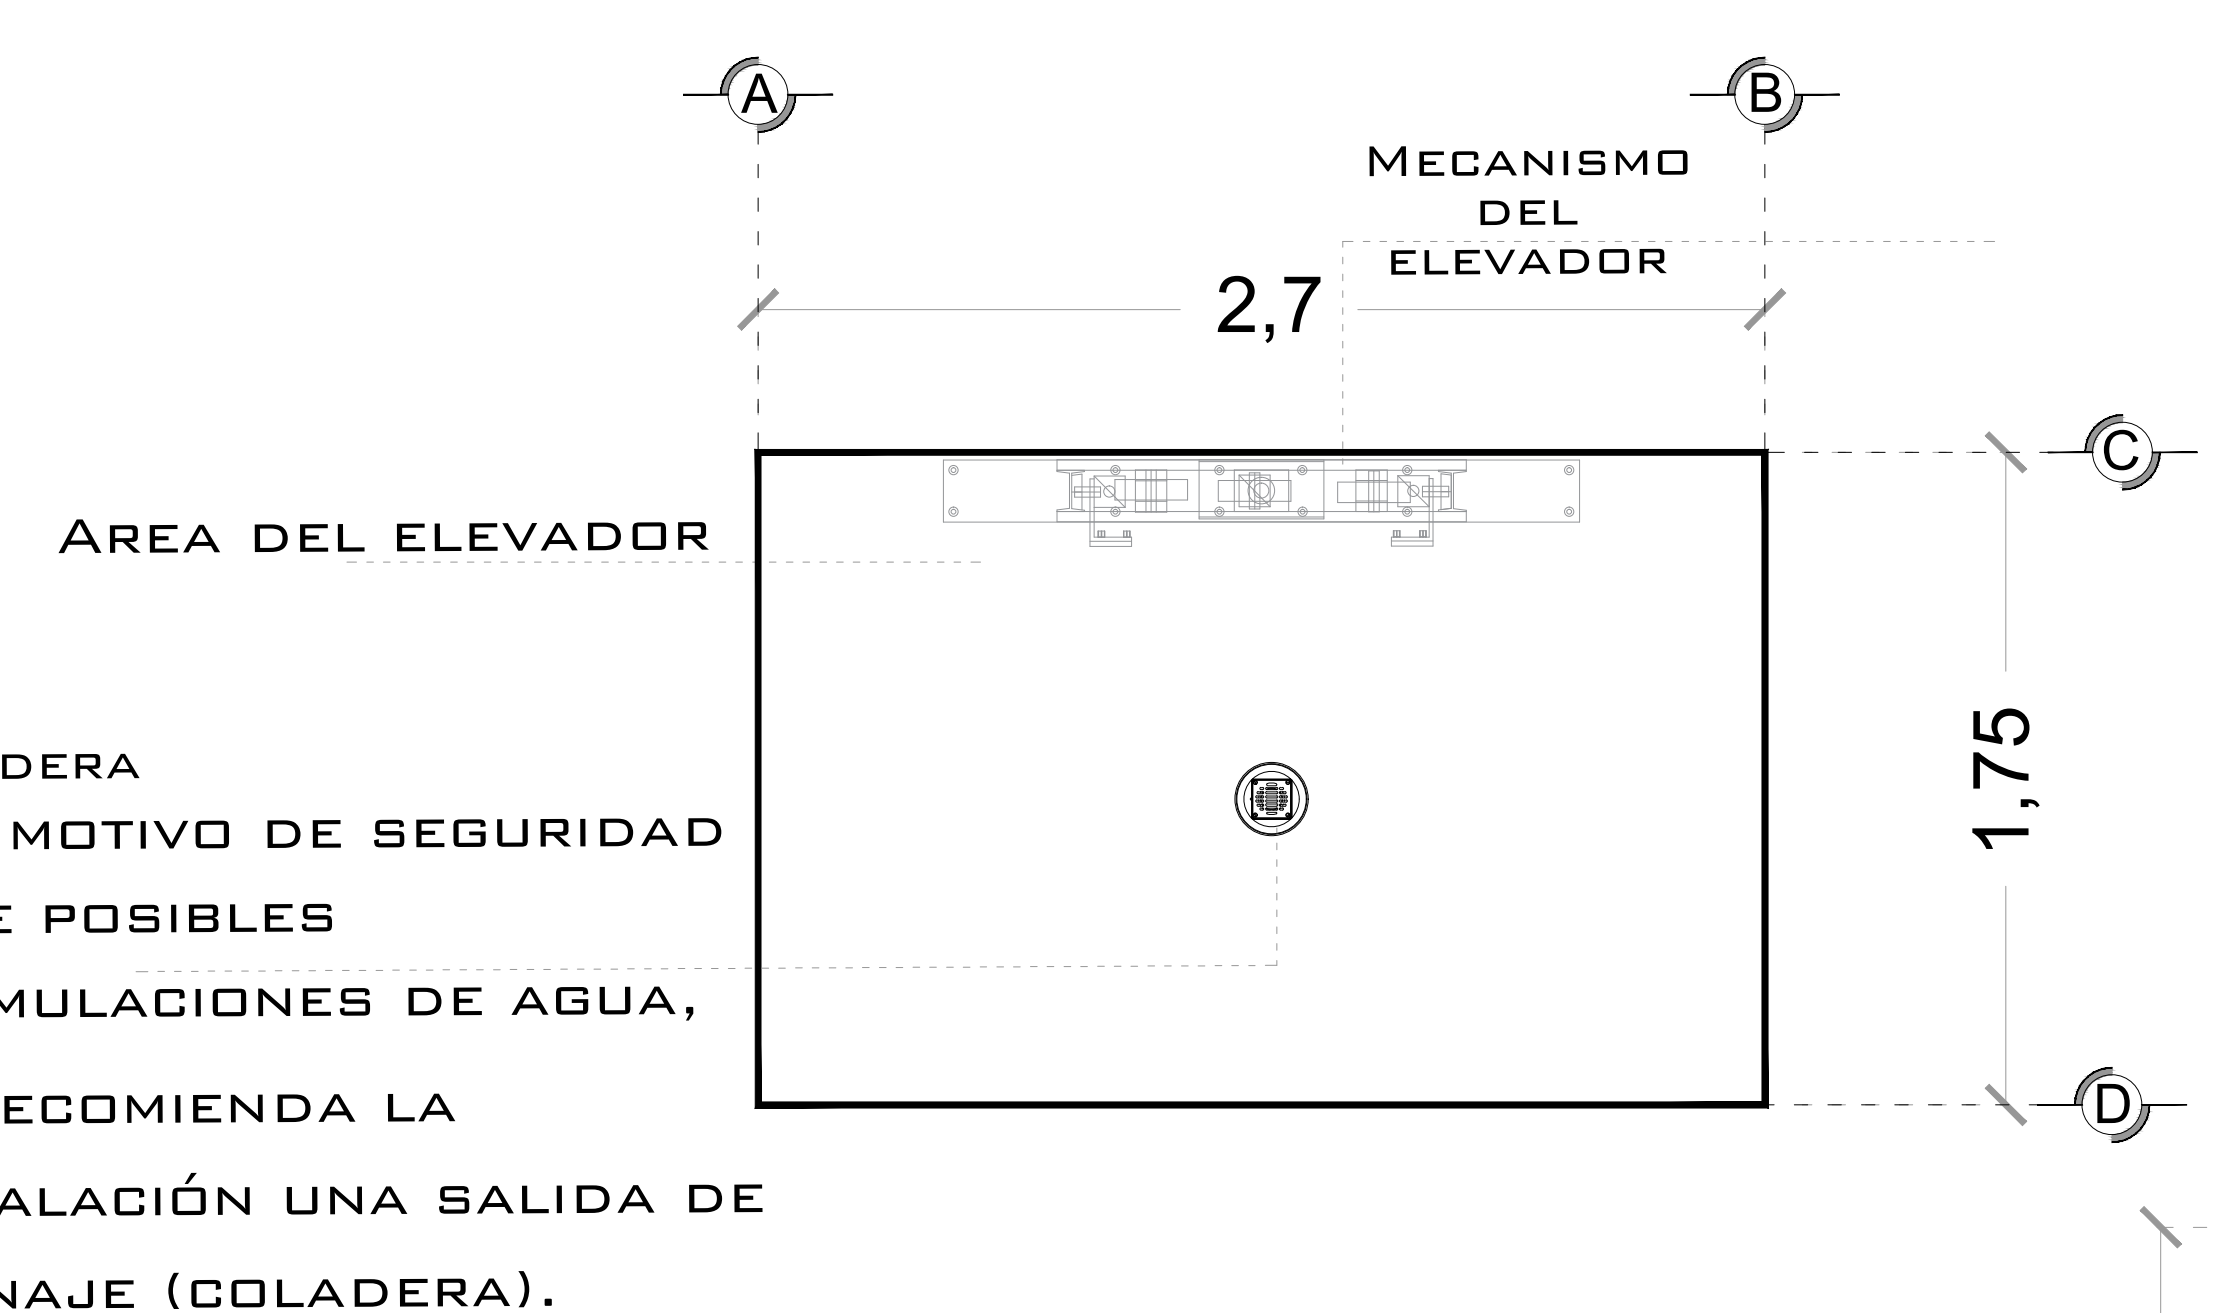 A
B
MECANISMO
DEL
ELEVADOR
2,7
C
AREA DEL ELEVADOR
1,75
DERA
MOTIVO DE SEGURIDAD
E POSIBLES
MULACIONES DE AGUA,
ECOMIENDA LA
D
ALACIÓN UNA SALIDA DE
NAJE (COLADERA).